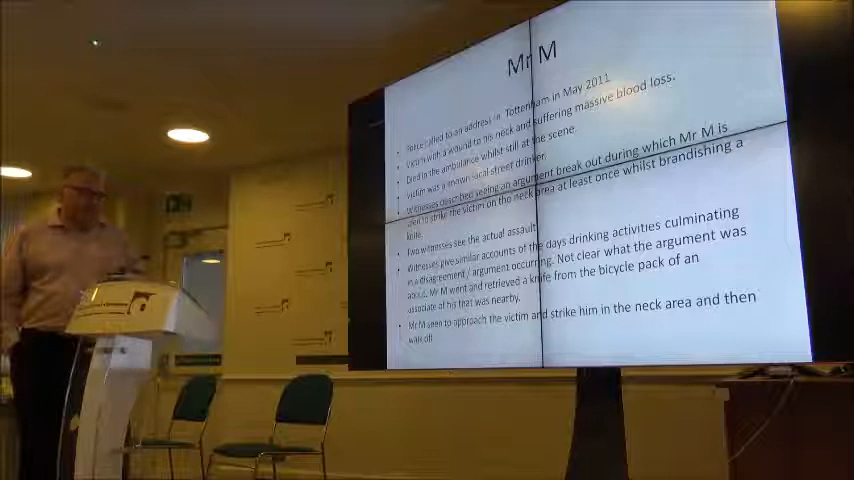 Mr M
Police called to an address in Tottenham in May 2011
Victim with a wound to his neck and suffering massive blood loss.
Died in the ambulance whilst still at the scene.
Victim was a known local street drinker.
Witnesses described seeing an argument break out during which Mr M is
seen to strike the victim on the neck area at least once whilst brandishing a
knife.
Two witnesses see the actual assault
Witnesses give similar accounts of the days drinking activities culminating
in a disagreement / argument occurring. Not clear what the argument was
about. Mr M went and retrieved a knife from the bicycle pack of an
associate of his that was nearby.
Mr M seen to approach the victim and strike him in the neck area and then
walk off